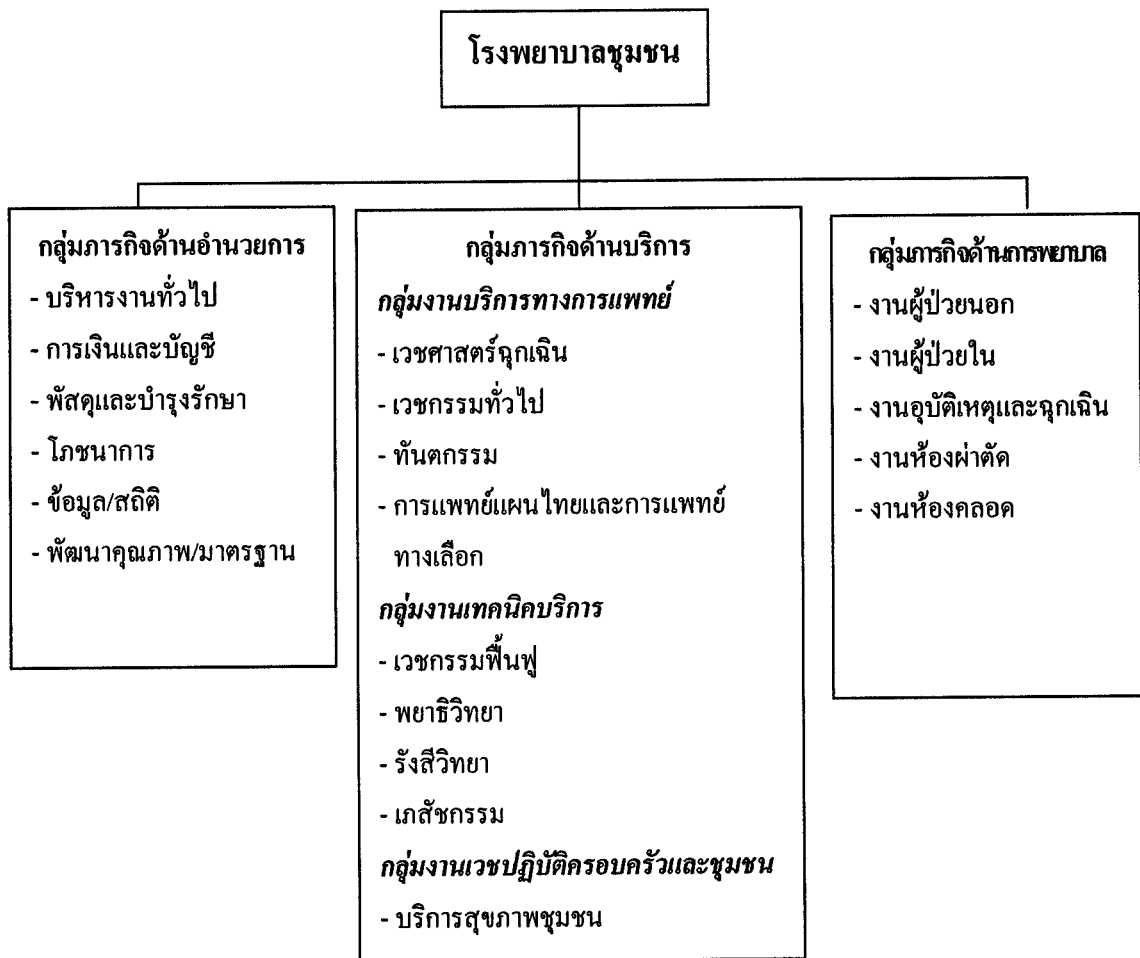 โรงพยาบาลชุมชน
กลุ่มภารกิจด้านอำนวยการ
- บริหารงานทั่วไป
- การเงินและบัญชี
- พัสดุและบำรุงรักษา
- โภชนาการ
- ข้อมูล/สถิติ
- พัฒนาคุณภาพ/มาตรฐาน
กลุ่มภารกิจด้านบริการ
กลุ่มงานบริการทางการแพทย์
- เวชศาสตร์ฉุกเฉิน
- เวชกรรมทั่วไป
- ทันตกรรม
- การแพทย์แผนไทยและการแพทย์
ทางเลือก
กลุ่มงานเทคนิคบริการ
- เวชกรรมฟื้นฟู
- พยาธิวิทยา
- รังสีวิทยา
- เภสัชกรรม
กลุ่มงานเวชปฏิบัติครอบครัวและชุมชน
- บริการสุขภาพชุมชน
กลุ่มภารกิจด้านการพยาบาล
- งานผู้ป่วยนอก
- งานผู้ป่วยใน
- งานอุบัติเหตุและฉุกเฉิน
- งานห้องผ่าตัด
- งานห้องคลอด